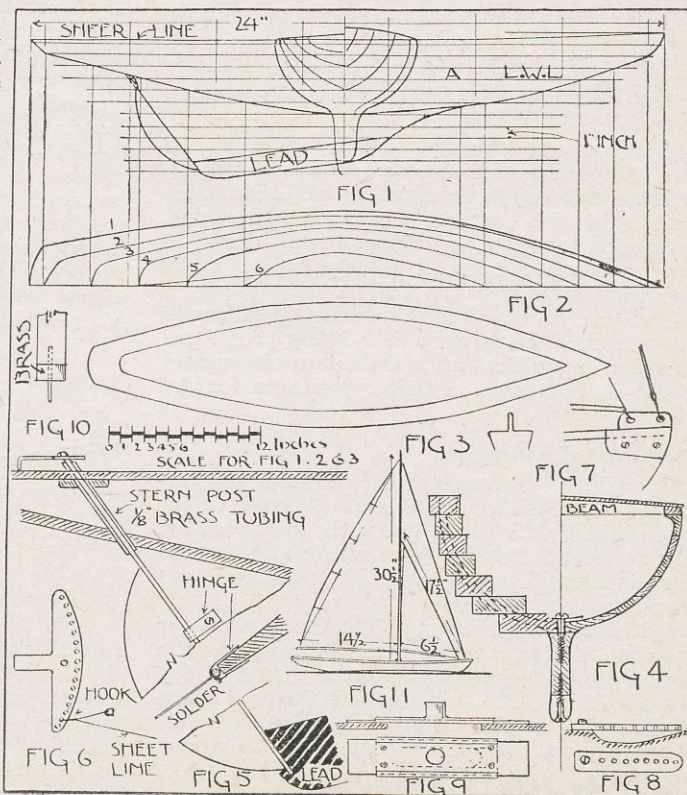 SHEER LINE
24"
A
L.W.L
1" INCH
LEAD
FIG 1
1
2
3
4
5
6
FIG 2
BRASS
FIG 10
0 1 2 3 4 5 6 12 Inches
SCALE FOR FIG 1. 2 & 3
FIG 3
FIG 7
STERN POST
1/8" BRASS TUBING
HINGE
S
N
SOLDER
HOOK
SHEET
LINE
FIG 6
N
LEAD
FIG 5
30½"
17½"
14½
6½
FIG 11
BEAM
FIG 4
FIG 9
FIG 8